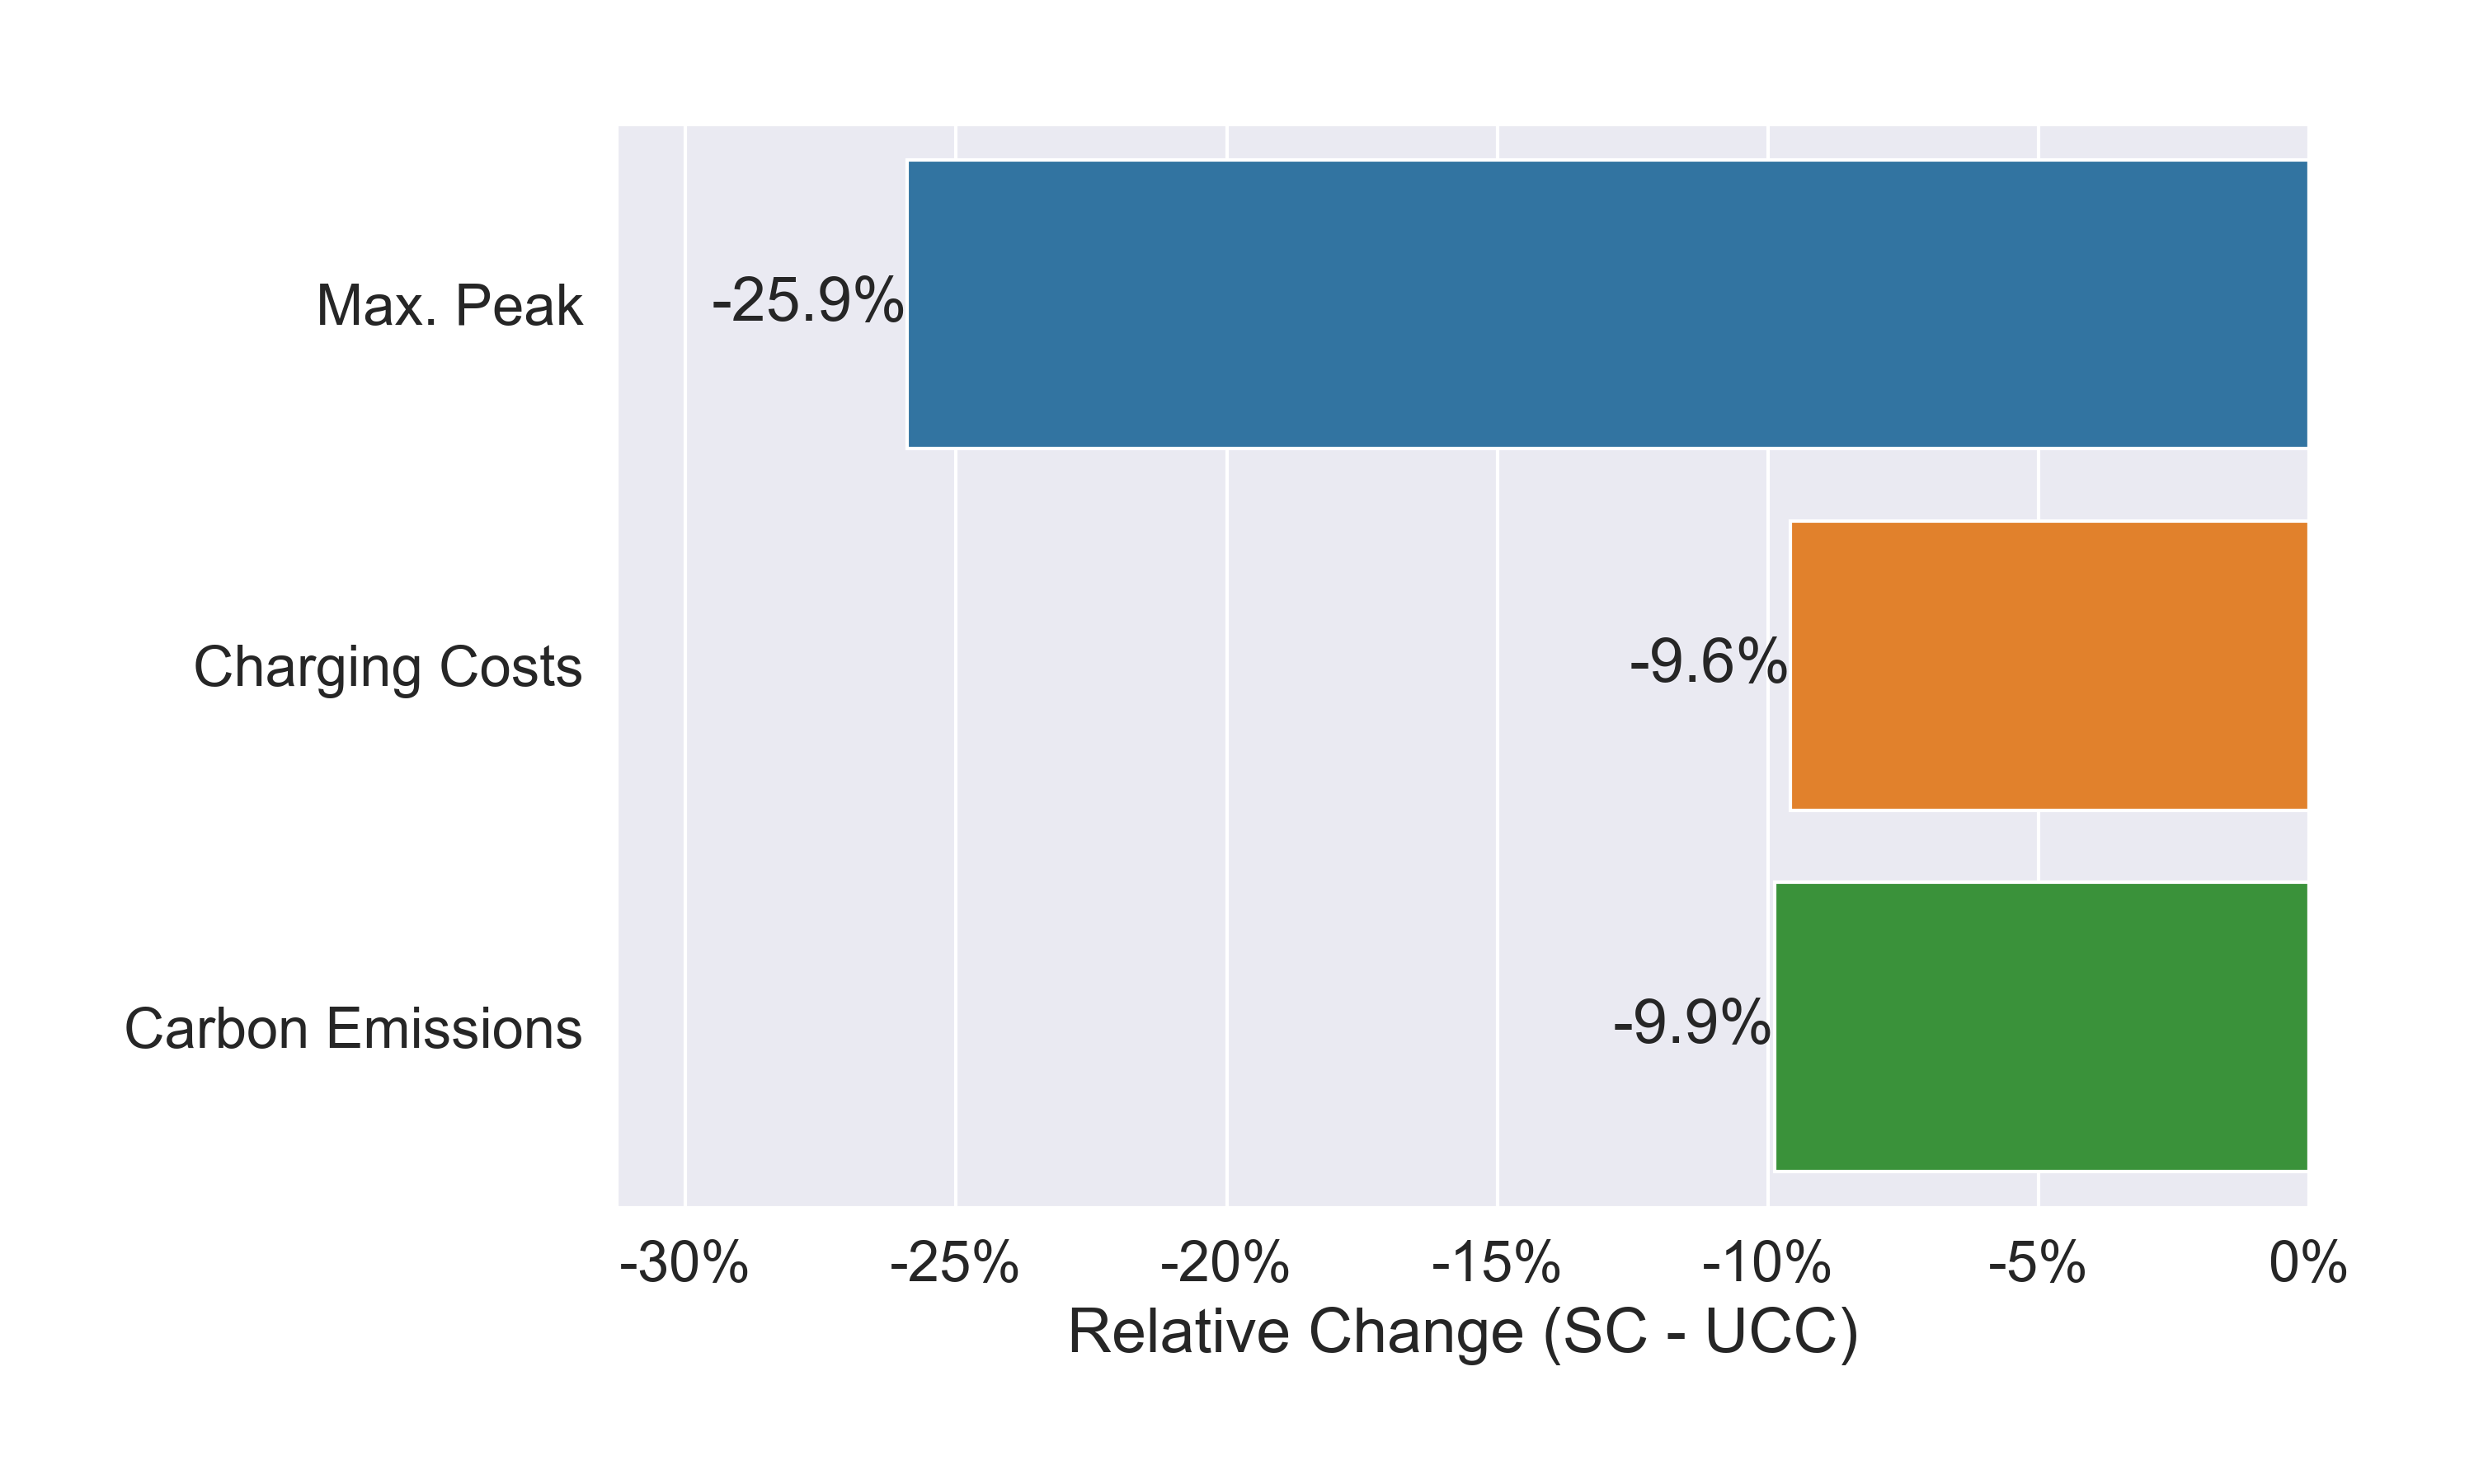 Max. Peak
-25.9%
Charging Costs
-9.6%
Carbon Emissions
-9.9%
-30% -25% -20% -15% -10% -5% 0%
Relative Change (SC - UCC)